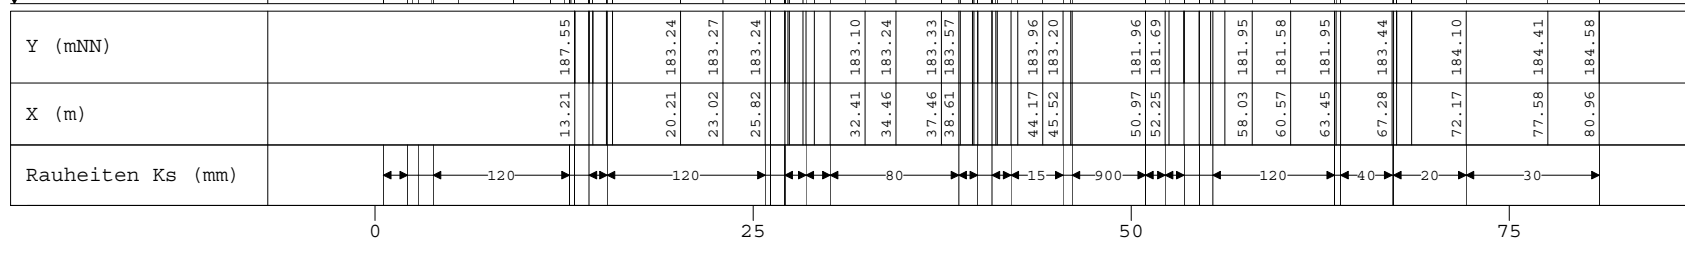 Y (mNN) 187.55 183.24 183.27 183.24 183.10 183.24 183.33 183.57 183.96 183.20 181.96 181.69 181.95 181.58 181.95 183.44 184.10 184.41 184.58
X (m) 13.21 20.21 23.02 25.82 32.41 34.46 37.46 38.61 44.17 45.52 50.97 52.25 58.03 60.57 63.45 67.28 72.17 77.58 80.96
Rauheiten Ks (mm) 120 120 80 15 900 120 40 20 30
0 25 50 75